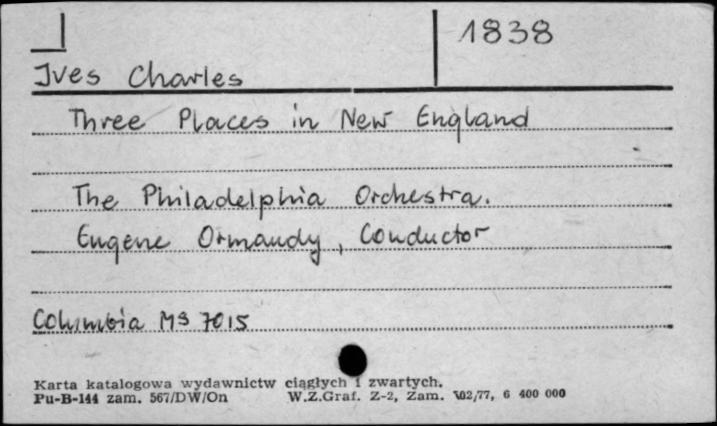 1838
Ives Charles
Three Places in New England
The Philadelphia Orchestra.
Eugene Ormandy, Conductor
Columbia MS 7015
Karta katalogowa wydawnictw ciągłych i zwartych.
Pu-B-144 zam. 567/DW/On W.Z.Graf. Z-2, Zam. 102/77, 6 400 000